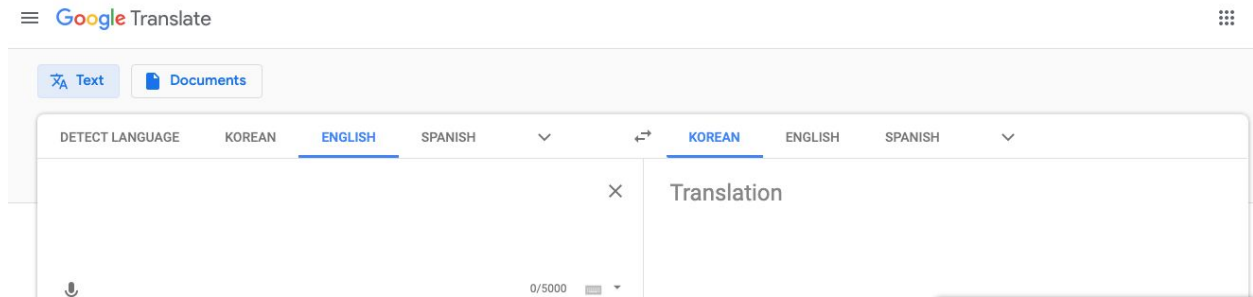 Google Translate
Text Documents
DETECT LANGUAGE KOREAN ENGLISH SPANISH KOREAN ENGLISH SPANISH
Translation
0/5000